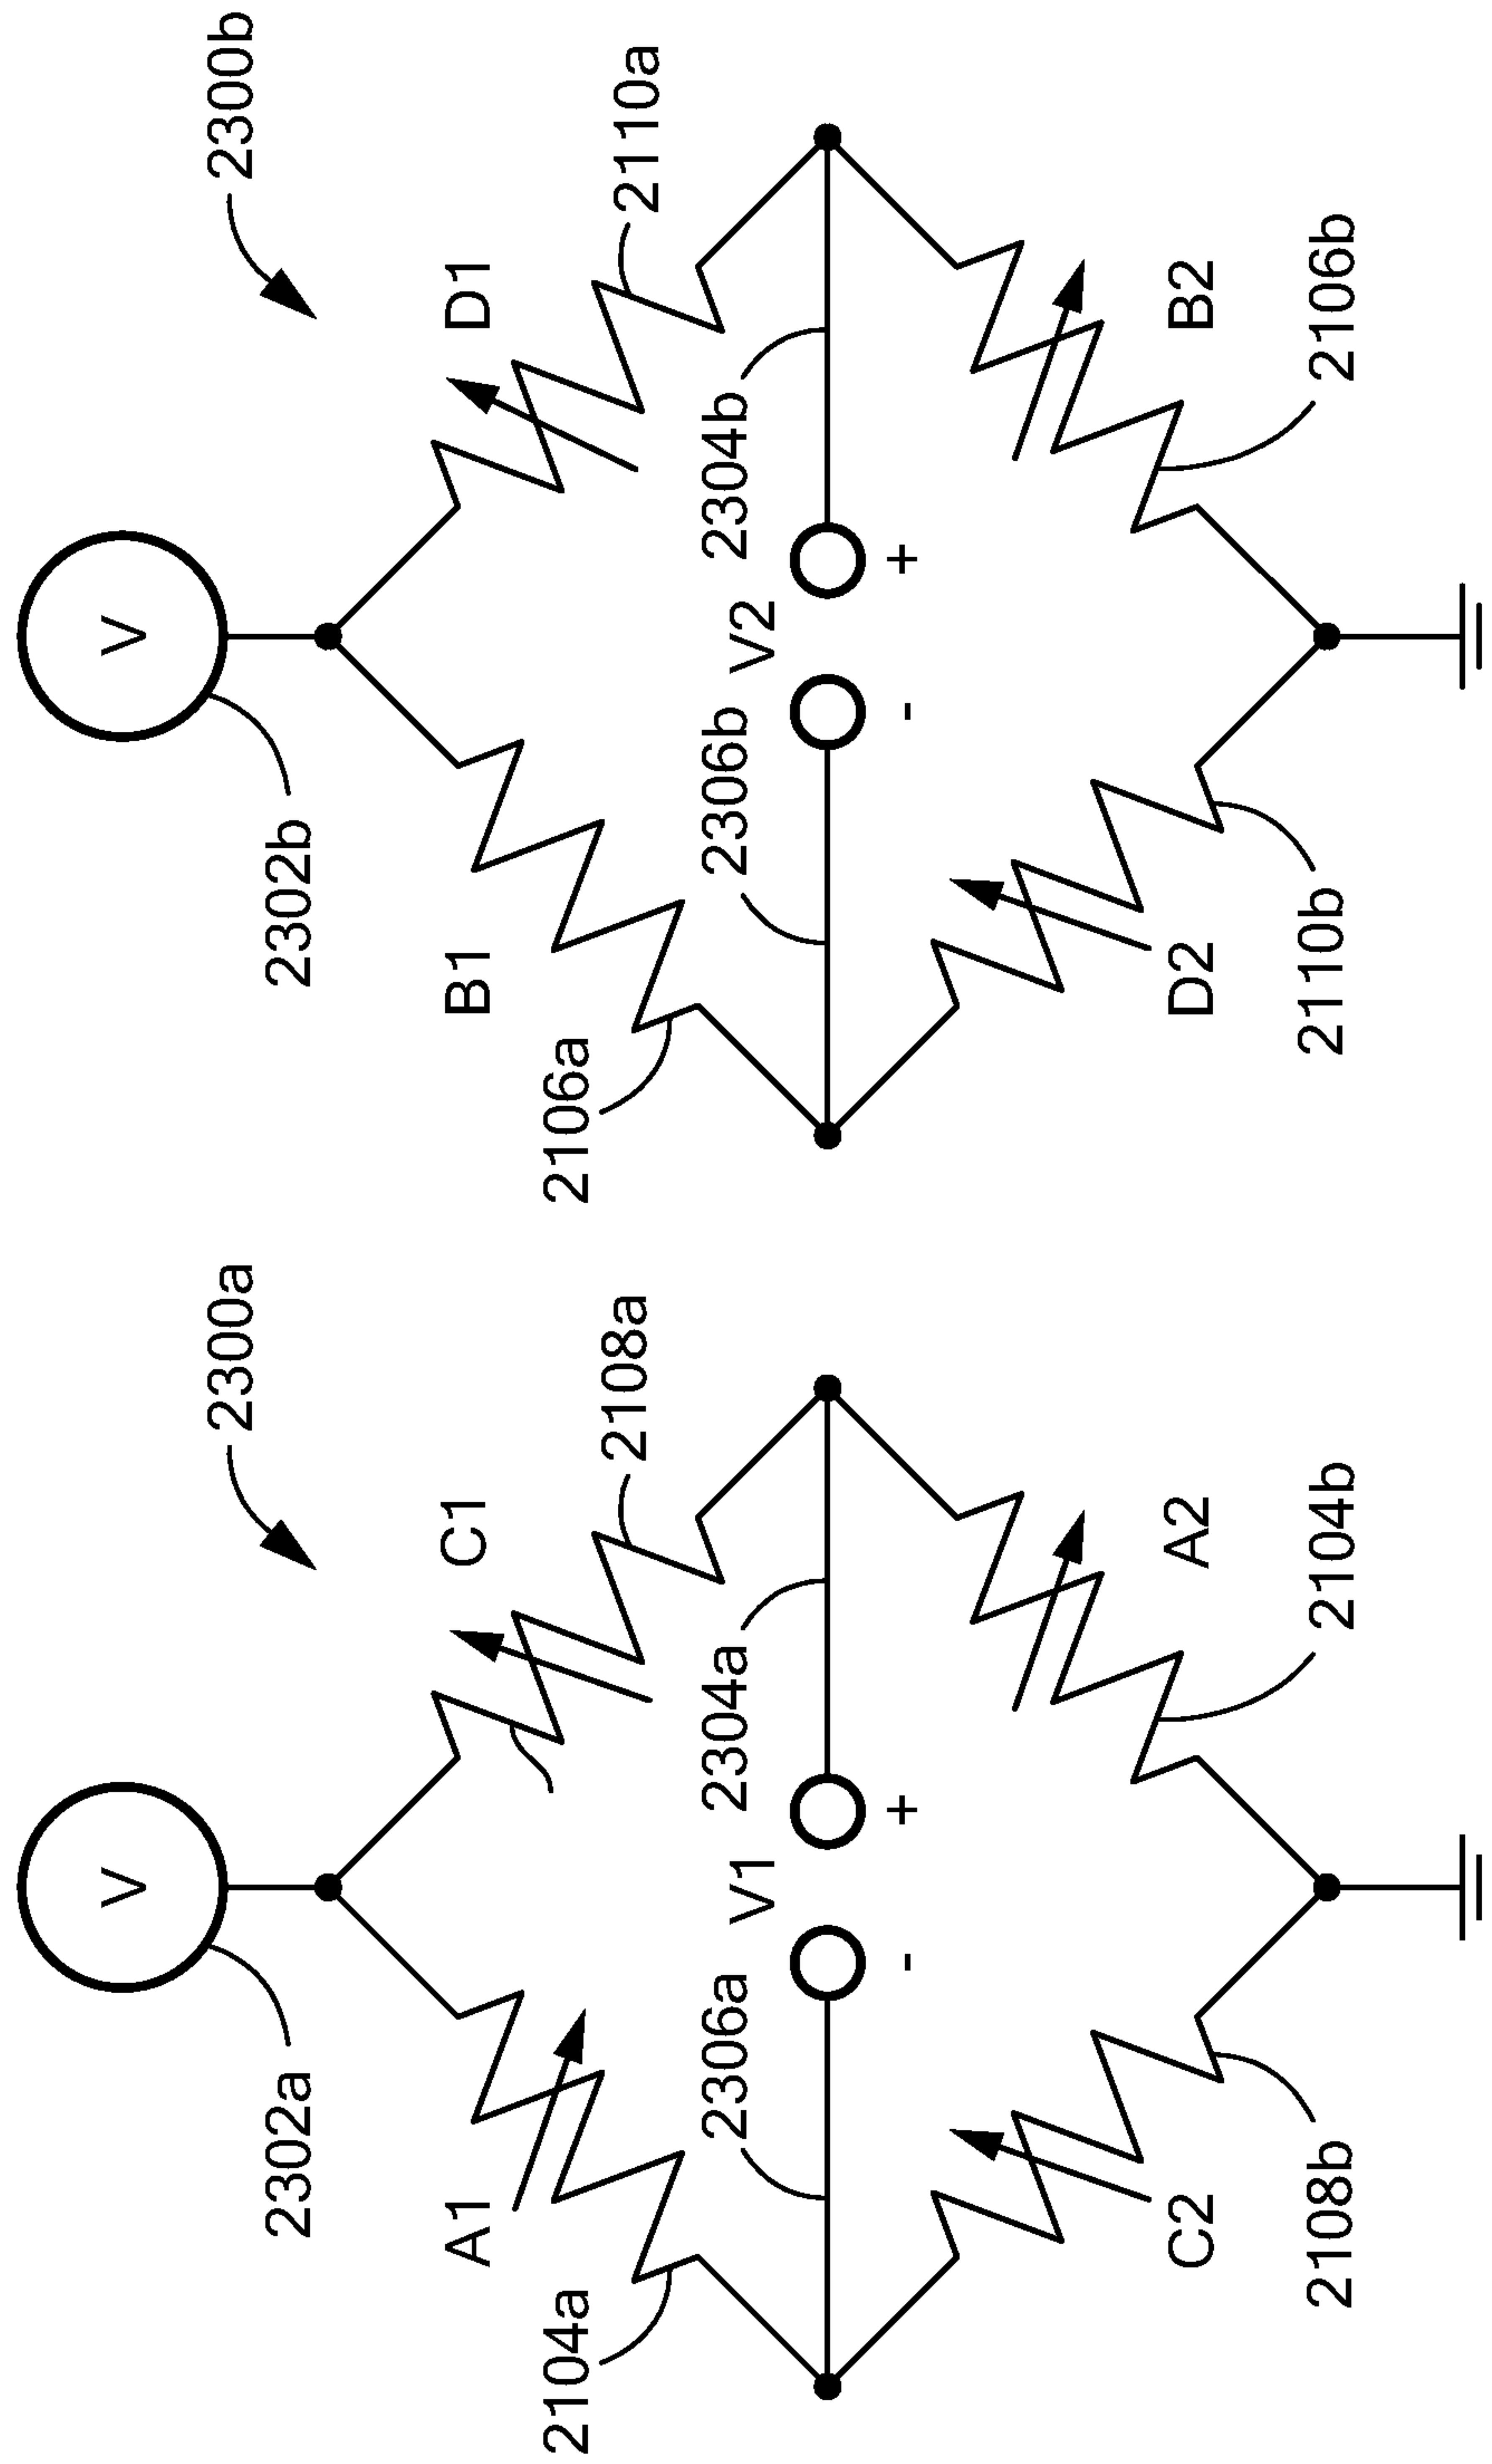 2300a
2300b
V
V
2302a
2302b
A1
C1
B1
D1
2104a
2108a
2106a
2110a
2306a
V1
2304a
2306b
V2
2304b
-
+
-
+
C2
A2
D2
B2
2108b
2104b
2110b
2106b